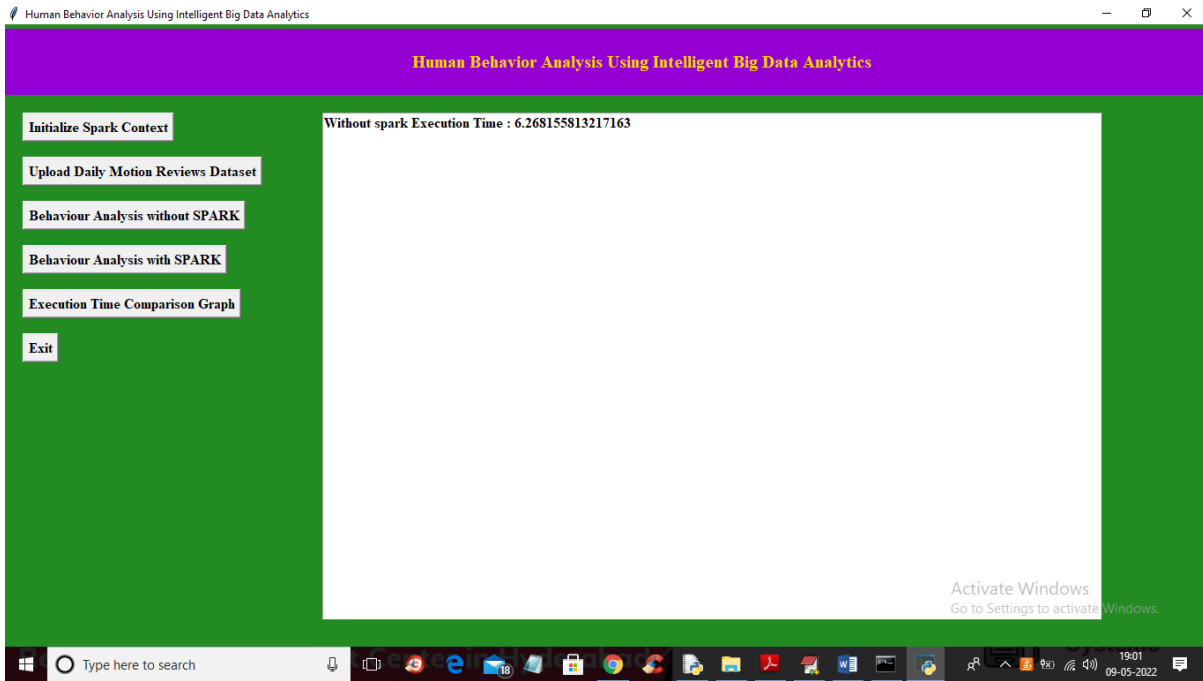 Human Behavior Analysis Using Intelligent Big Data Analytics
Human Behavior Analysis Using Intelligent Big Data Analytics
Initialize Spark Context
Upload Daily Motion Reviews Dataset
Behaviour Analysis without SPARK
Behaviour Analysis with SPARK
Execution Time Comparison Graph
Exit
Without spark Execution Time : 6.268155813217163
Activate Windows
Go to Settings to activate Windows.
Type here to search
18
19:01
09-05-2022